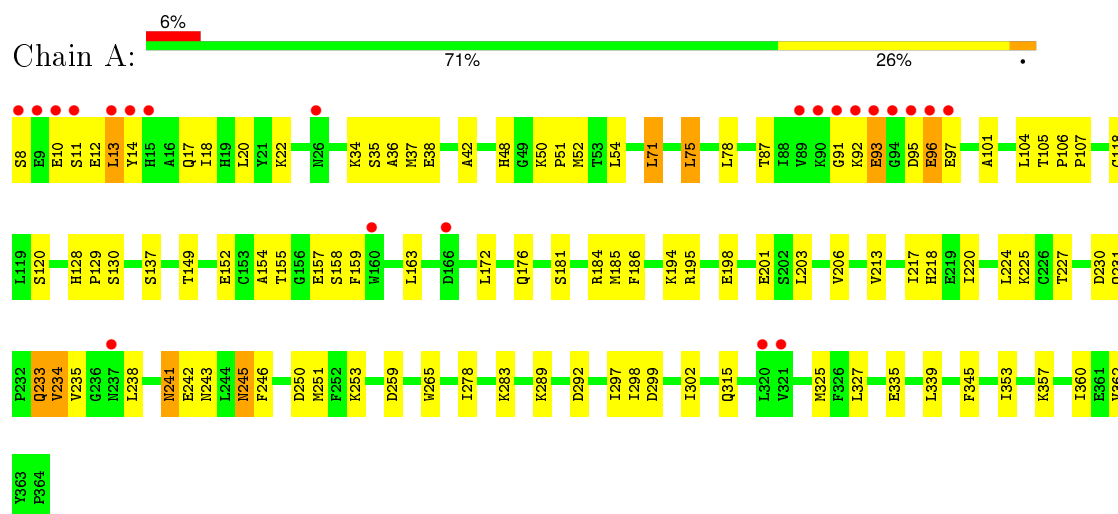 6%
Chain A:
71% 26% •
S8 E9 E10 S11 E12 L13 Y14 H15 A16 Q17 I18 H19 L20 Y21 K22 N26 K34 S35 A36 M37 E38 A42 H48 G49 K50 P51 M52 T53 L54 L71 L75 L78 T87 I88 V89 K90 G91 K92 E93 G94 D95 E96 E97 A101 L104 T105 P106 P107
L119 S120 H128 P129 S130 S137 T149 E152 C153 A154 T155 G156 E157 S158 F159 W160 L163 D166 L172 Q176 S181 R184 M185 F186 K194 R195 E198 E201 S202 L203 V206 V213 I217 H218 E219 I220 L224 K225 C226 T227 D230
P232 Q233 V234 V235 G236 N237 L238 N241 E242 N243 L244 N245 F246 D250 M251 F252 K253 D259 W265 I278 K283 K289 D292 I297 I298 D299 I302 Q315 L320 V321 M325 F326 L327 E335 L339 F345 I353 K357 I360 E361
Y363 P364